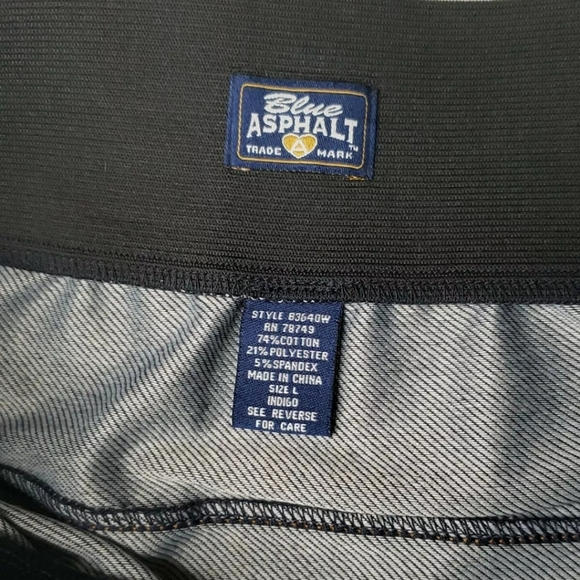 Blue
ASPHALT™
TRADE MARK
STYLE 83640W
RN 78749
74%COTTON
21%POLYESTER
5%SPANDEX
MADE IN CHINA
SIZE L
INDIGO
SEE REVERSE
FOR CARE